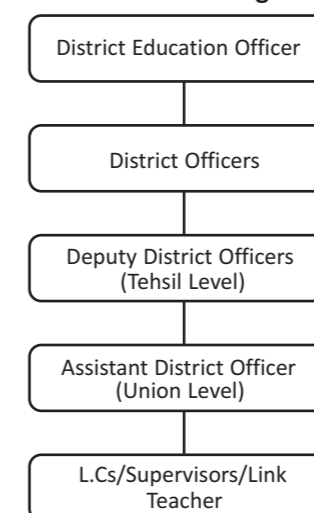 District Education Officer
District Officers
Deputy District Officers
(Tehsil Level)
Assistant District Officer
(Union Level)
L.Cs/Supervisors/Link
Teacher